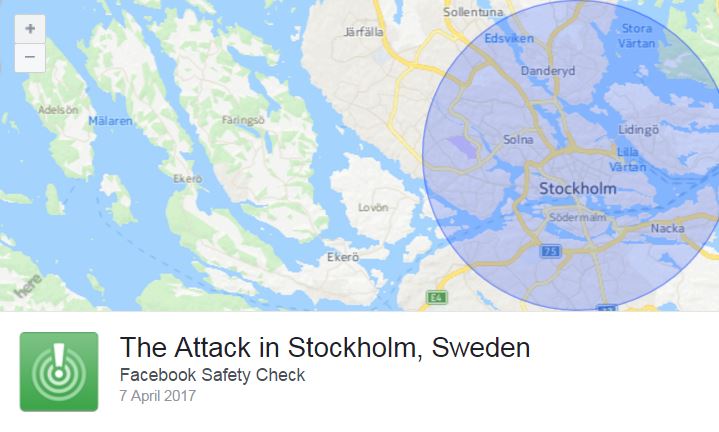 +
−
Sollentuna
Järfälla
Edsviken
Stora
Värtan
Danderyd
Adelsön
Mälaren
Färingsö
Solna
Lidingö
Lilla
Värtan
Ekerö
Stockholm
Lovön
Södermalm
Nacka
Ekerö
75
here
E4
The Attack in Stockholm, Sweden
Facebook Safety Check
7 April 2017